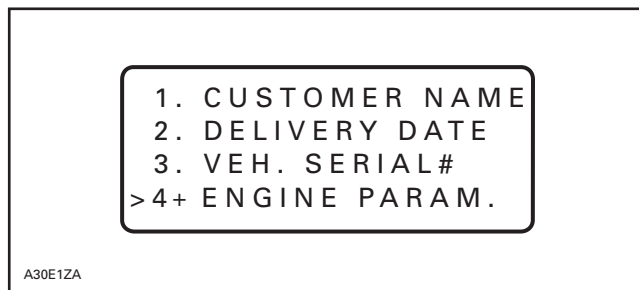 1. CUSTOMER NAME
2. DELIVERY DATE
3. VEH. SERIAL#
>4+ ENGINE PARAM.
A30E1ZA